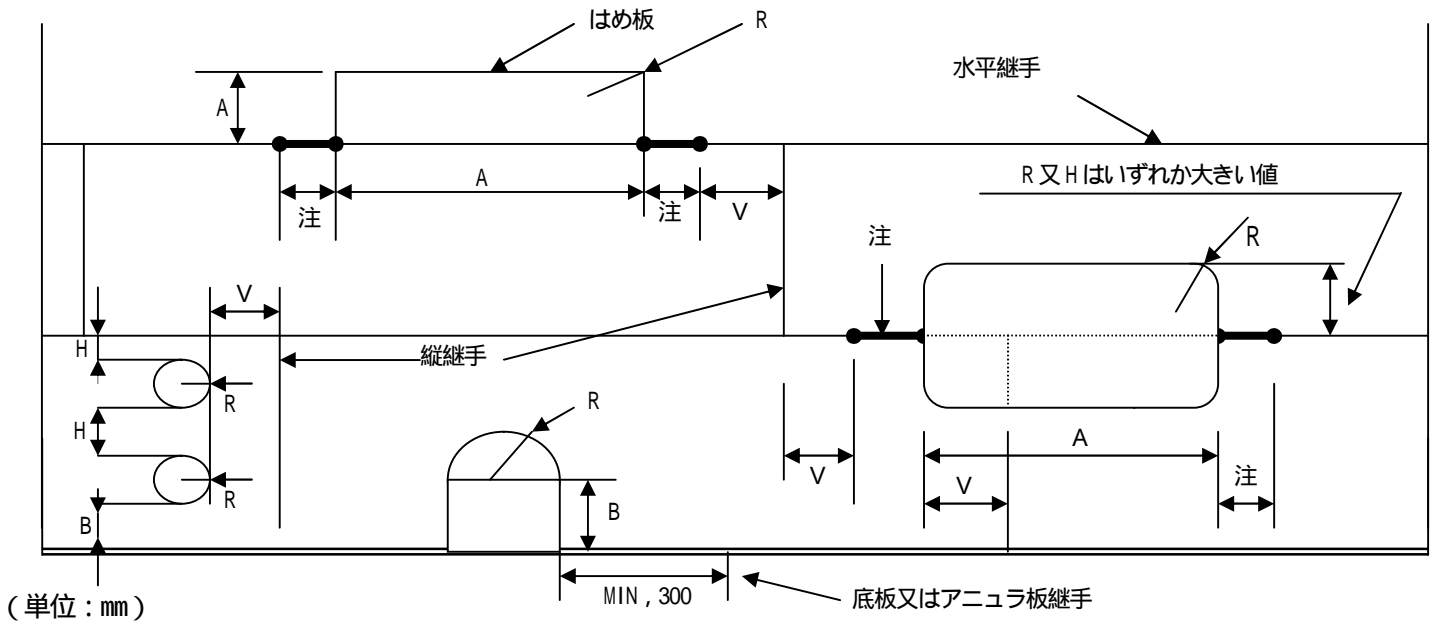 はめ板
R
水平継手
A
R又Hはいずれか大きい値
A
注
注
V
注
R
V
H
縦継手
R
R
H
A
V
V
注
R
B
B
MIN,300
底板又はアニュラ板継手
(単位:mm)